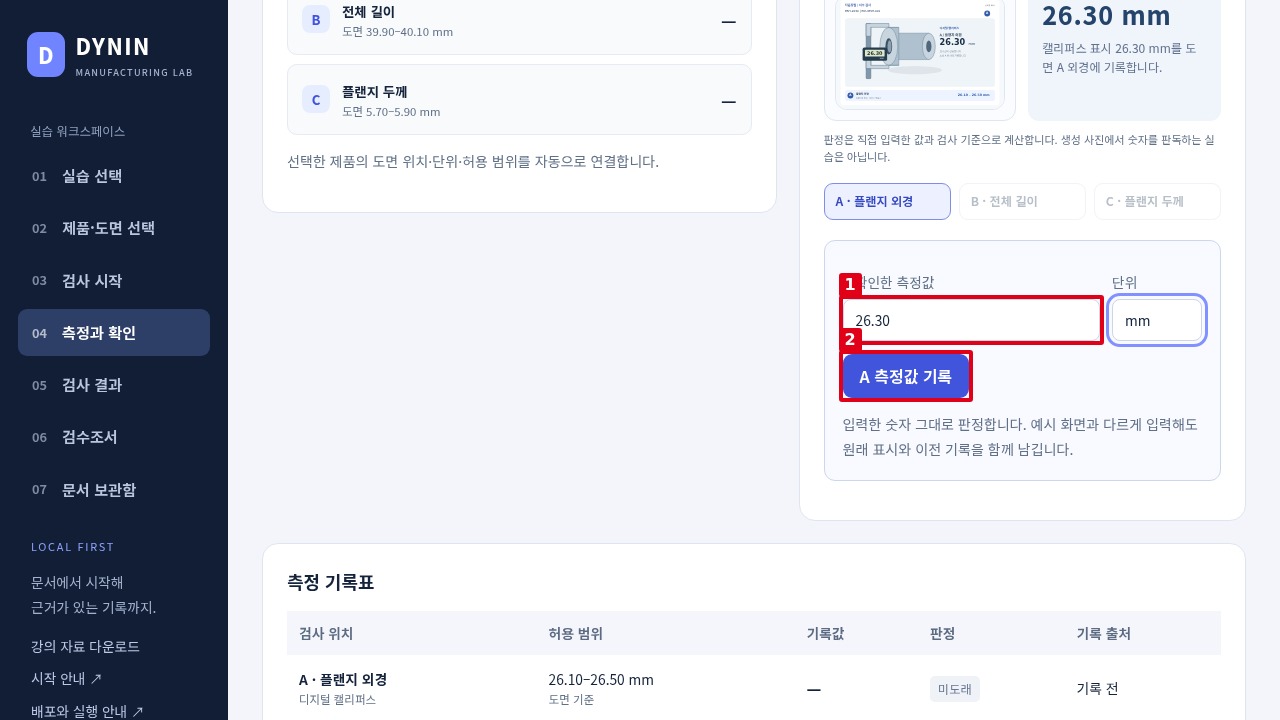 D
DYNIN
MANUFACTURING LAB
실습 워크스페이스
01 실습 선택
02 제품·도면 선택
03 검사 시작
04 측정과 확인
05 검사 결과
06 검수조서
07 문서 보관함
LOCAL FIRST
문서에서 시작해
근거가 있는 기록까지.
강의 자료 다운로드
시작 안내 ↗
배포와 실행 안내 ↗
B
전체 길이
도면 39.90–40.10 mm
—
C
플랜지 두께
도면 5.70–5.90 mm
—
선택한 제품의 도면 위치·단위·허용 범위를 자동으로 연결합니다.
26.30
26.30
26.10 - 26.50 mm
26.30 mm
캘리퍼스 표시 26.30 mm를 도
면 A 외경에 기록합니다.
판정은 직접 입력한 값과 검사 기준으로 계산합니다. 생성 사진에서 숫자를 판독하는 실
습은 아닙니다.
A · 플랜지 외경
B · 전체 길이
C · 플랜지 두께
1
확인한 측정값
단위
26.30
mm
2
A 측정값 기록
입력한 숫자 그대로 판정합니다. 예시 화면과 다르게 입력해도
원래 표시와 이전 기록을 함께 남깁니다.
측정 기록표
검사 위치 허용 범위 기록값 판정 기록 출처
A · 플랜지 외경 26.10–26.50 mm — 미도래 기록 전
디지털 캘리퍼스 도면 기준